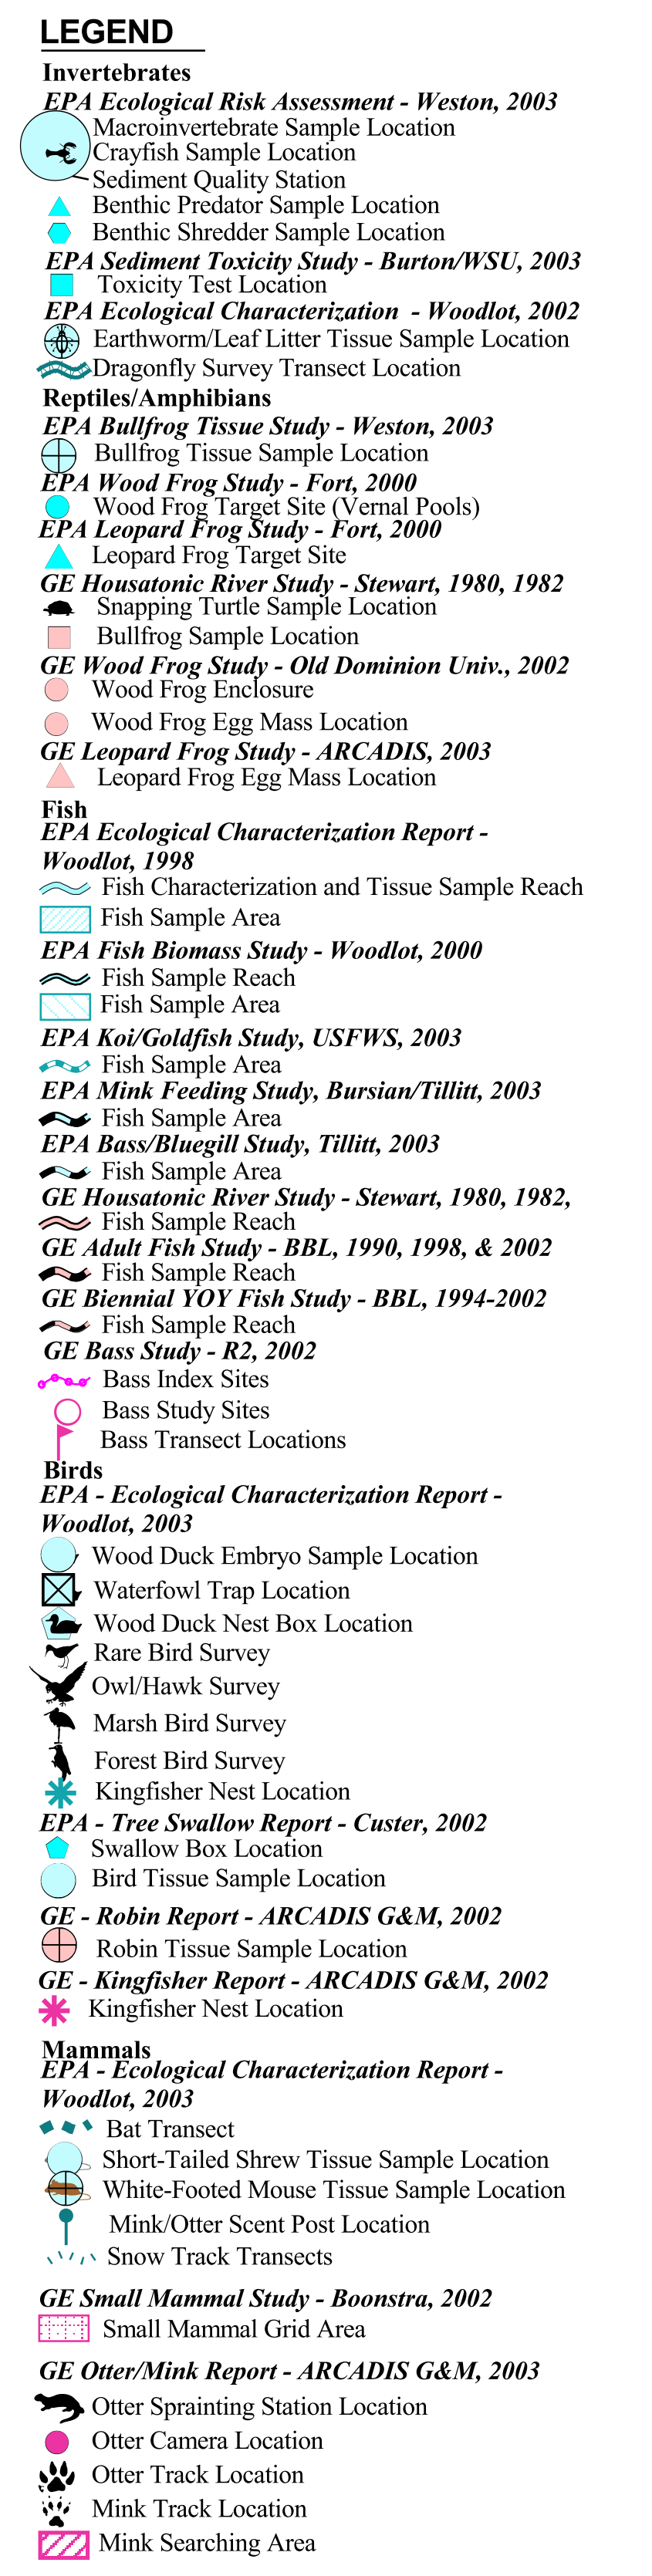 LEGEND
Invertebrates
EPA Ecological Risk Assessment - Weston, 2003
Macroinvertebrate Sample Location
Crayfish Sample Location
Sediment Quality Station
Benthic Predator Sample Location
Benthic Shredder Sample Location
EPA Sediment Toxicity Study - Burton/WSU, 2003
Toxicity Test Location
EPA Ecological Characterization - Woodlot, 2002
Earthworm/Leaf Litter Tissue Sample Location
Dragonfly Survey Transect Location
Reptiles/Amphibians
EPA Bullfrog Tissue Study - Weston, 2003
Bullfrog Tissue Sample Location
EPA Wood Frog Study - Fort, 2000
Wood Frog Target Site (Vernal Pools)
EPA Leopard Frog Study - Fort, 2000
Leopard Frog Target Site
GE Housatonic River Study - Stewart, 1980, 1982
Snapping Turtle Sample Location
Bullfrog Sample Location
GE Wood Frog Study - Old Dominion Univ., 2002
Wood Frog Enclosure
Wood Frog Egg Mass Location
GE Leopard Frog Study - ARCADIS, 2003
Leopard Frog Egg Mass Location
Fish
EPA Ecological Characterization Report -
Woodlot, 1998
Fish Characterization and Tissue Sample Reach
Fish Sample Area
EPA Fish Biomass Study - Woodlot, 2000
Fish Sample Reach
Fish Sample Area
EPA Koi/Goldfish Study, USFWS, 2003
Fish Sample Area
EPA Mink Feeding Study, Bursian/Tillitt, 2003
Fish Sample Area
EPA Bass/Bluegill Study, Tillitt, 2003
Fish Sample Area
GE Housatonic River Study - Stewart, 1980, 1982,
Fish Sample Reach
GE Adult Fish Study - BBL, 1990, 1998, & 2002
Fish Sample Reach
GE Biennial YOY Fish Study - BBL, 1994-2002
Fish Sample Reach
GE Bass Study - R2, 2002
Bass Index Sites
Bass Study Sites
Bass Transect Locations
Birds
EPA - Ecological Characterization Report -
Woodlot, 2003
Wood Duck Embryo Sample Location
Waterfowl Trap Location
Wood Duck Nest Box Location
Rare Bird Survey
Owl/Hawk Survey
Marsh Bird Survey
Forest Bird Survey
Kingfisher Nest Location
EPA - Tree Swallow Report - Custer, 2002
Swallow Box Location
Bird Tissue Sample Location
GE - Robin Report - ARCADIS G&M, 2002
Robin Tissue Sample Location
GE - Kingfisher Report - ARCADIS G&M, 2002
Kingfisher Nest Location
Mammals
EPA - Ecological Characterization Report -
Woodlot, 2003
Bat Transect
Short-Tailed Shrew Tissue Sample Location
White-Footed Mouse Tissue Sample Location
Mink/Otter Scent Post Location
Snow Track Transects
GE Small Mammal Study - Boonstra, 2002
Small Mammal Grid Area
GE Otter/Mink Report - ARCADIS G&M, 2003
Otter Sprainting Station Location
Otter Camera Location
Otter Track Location
Mink Track Location
Mink Searching Area